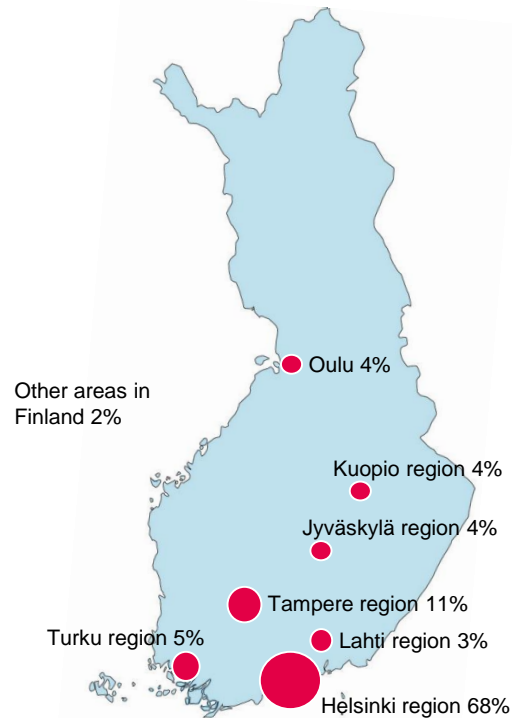 Oulu 4%
Other areas in
Finland 2%
Kuopio region 4%
Jyväskylä region 4%
Tampere region 11%
Turku region 5%
Lahti region 3%
Helsinki region 68%